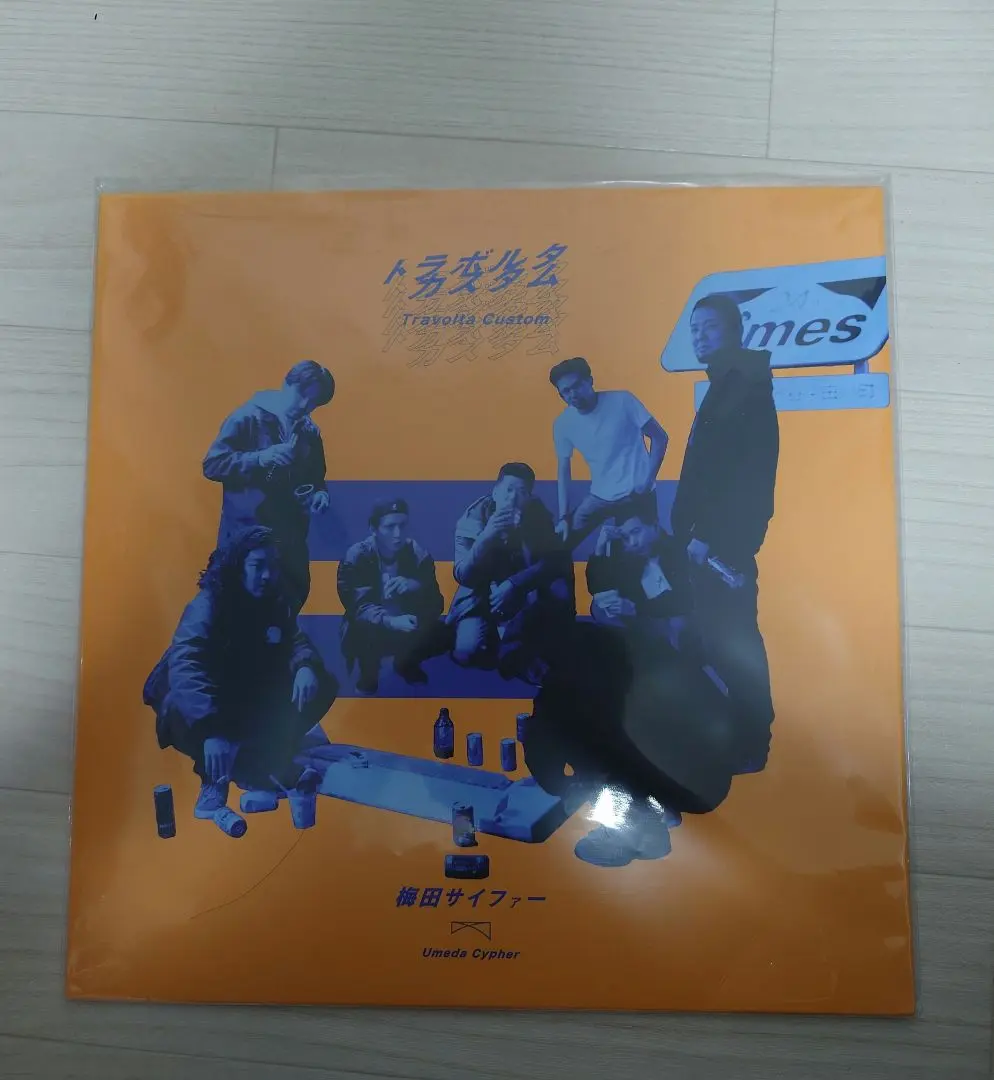 トラボルタ
カスタム
Travolta Custom
梅田サイファー
Umeda Cypher